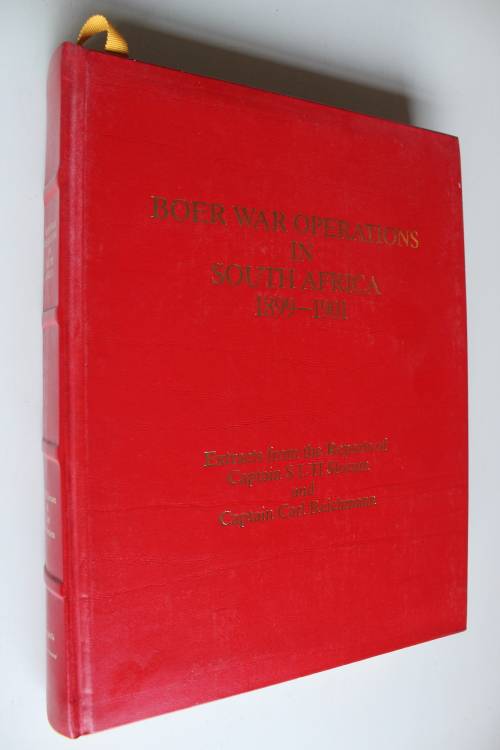 BOER WAR OPERATIONS
IN
SOUTH AFRICA
1899–1901
Extracts from the Reports of
Captain S L'H Slocum
and
Captain Carl Reichmann